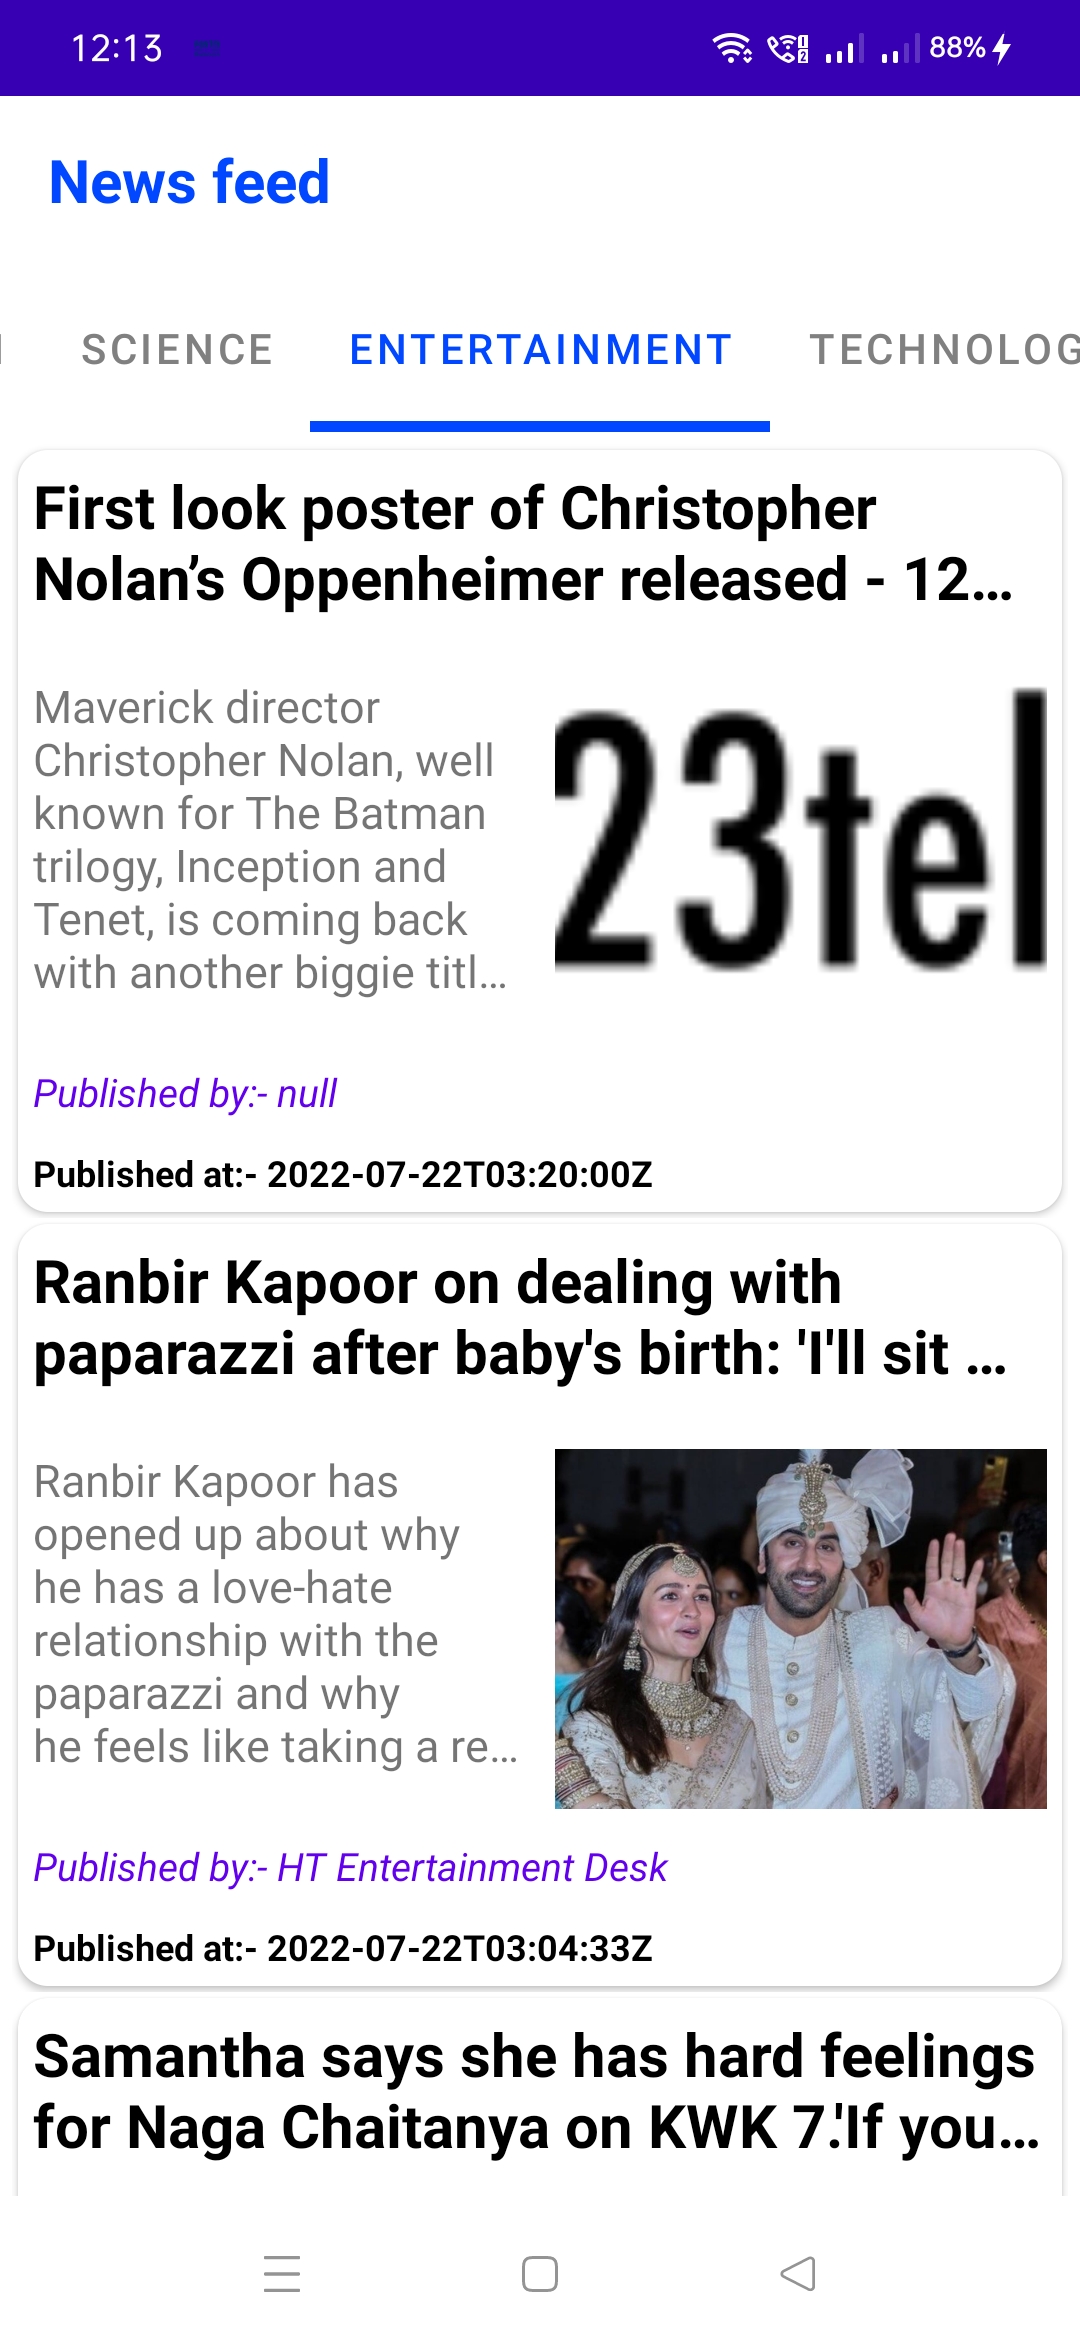 12:13
88%
News feed
SCIENCE ENTERTAINMENT TECHNOLOG
First look poster of Christopher
Nolan’s Oppenheimer released - 12...
Maverick director
Christopher Nolan, well
known for The Batman
trilogy, Inception and
Tenet, is coming back
with another biggie titl...
23tel
Published by:- null
Published at:- 2022-07-22T03:20:00Z
Ranbir Kapoor on dealing with
paparazzi after baby's birth: 'I'll sit ...
Ranbir Kapoor has
opened up about why
he has a love-hate
relationship with the
paparazzi and why
he feels like taking a re...
Published by:- HT Entertainment Desk
Published at:- 2022-07-22T03:04:33Z
Samantha says she has hard feelings
for Naga Chaitanya on KWK 7.'If you...